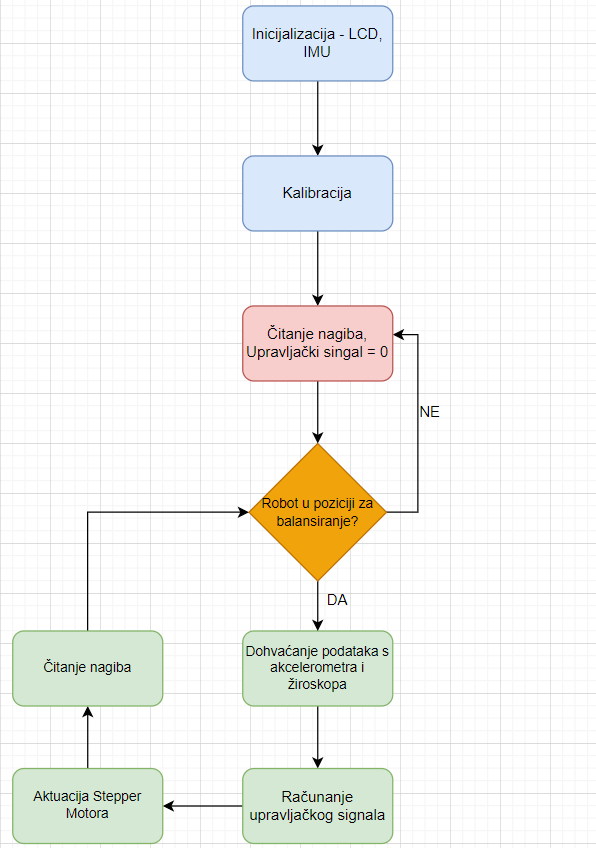 Inicijalizacija - LCD,
IMU
Kalibracija
Čitanje nagiba,
Upravljački singal = 0
NE
Robot u poziciji za
balansiranje?
DA
Dohvaćanje podataka s
akcelerometra i
žiroskopa
Čitanje nagiba
Računanje
upravljačkog signala
Aktuacija Stepper
Motora